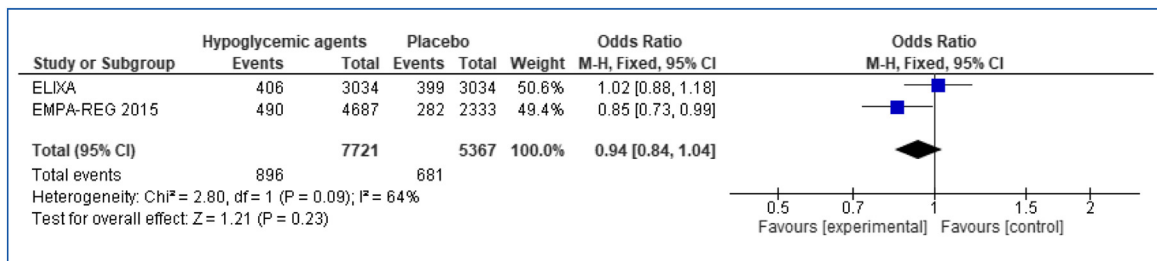 Hypoglycemic agents Placebo Odds Ratio Odds Ratio
Study or Subgroup Events Total Events Total Weight M-H, Fixed, 95% CI M-H, Fixed, 95% CI
ELIXA 406 3034 399 3034 50.6% 1.02 [0.88, 1.18]
EMPA-REG 2015 490 4687 282 2333 49.4% 0.85 [0.73, 0.99]
Total (95% CI) 7721 5367 100.0% 0.94 [0.84, 1.04]
Total events 896 681
Heterogeneity: Chi² = 2.80, df = 1 (P = 0.09); I² = 64%
Test for overall effect: Z = 1.21 (P = 0.23)
0.5 0.7 1 1.5 2
Favours [experimental] Favours [control]